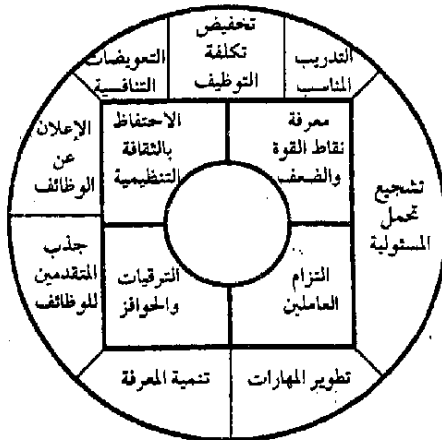 تخفيض
تكلفة
التوظيف
التدريب
المناسب
التعويضات
التنافسية
الإعلان
عن
الوظائف
معرفة
نقاط القوة
والضعف
الاحتفاظ
بالثقافة
التنظيمية
تشجيع
تحمل
المسئولية
جذب
المتقدمين
للوظائف
التزام
العاملين
الترقيات
والحوافز
تطوير المهارات
تنمية المعرفة